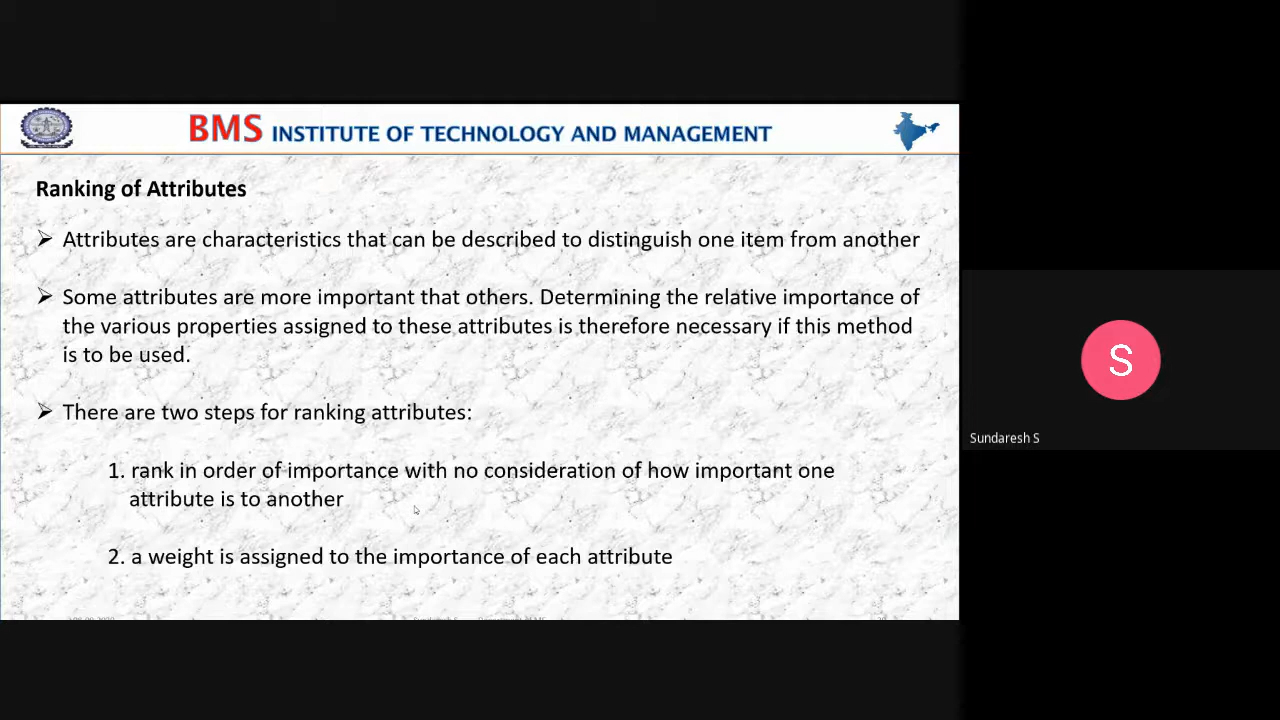 BMS INSTITUTE OF TECHNOLOGY AND MANAGEMENT
Ranking of Attributes
➢ Attributes are characteristics that can be described to distinguish one item from another
➢ Some attributes are more important that others. Determining the relative importance of
the various properties assigned to these attributes is therefore necessary if this method
is to be used.
➢ There are two steps for ranking attributes:
1. rank in order of importance with no consideration of how important one
attribute is to another
2. a weight is assigned to the importance of each attribute
S
Sundaresh S